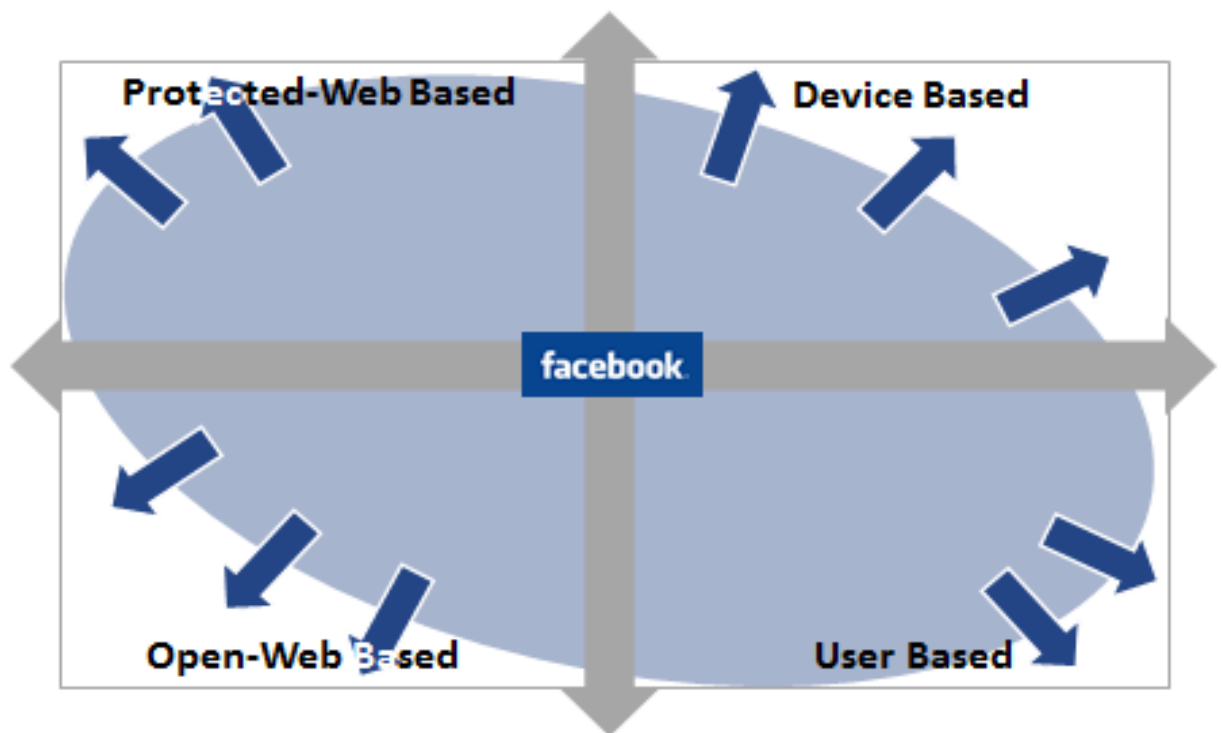 Protected-Web Based
Device Based
facebook
Open-Web Based
User Based